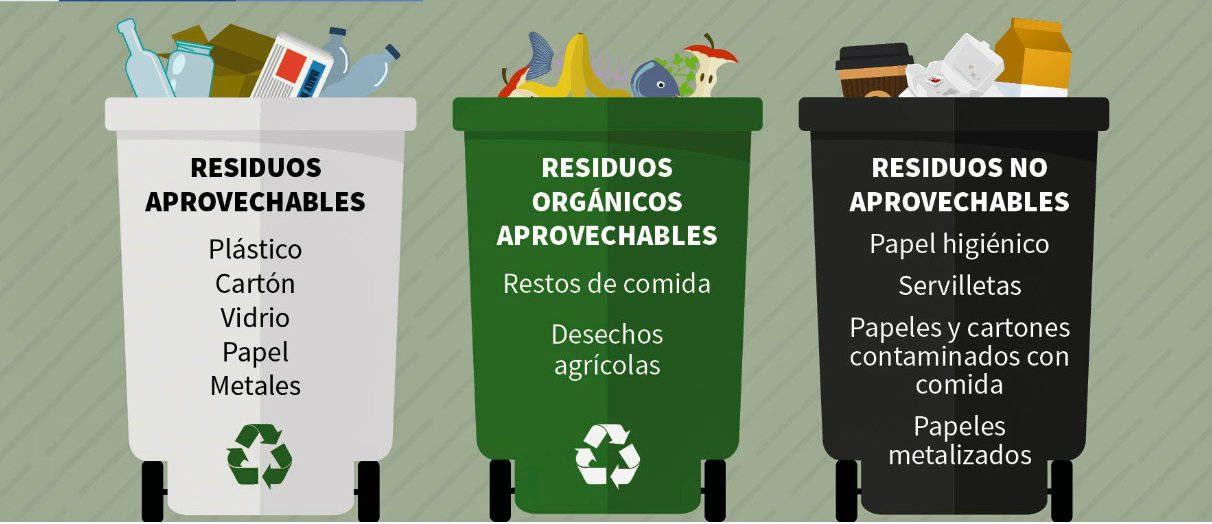 RESIDUOS
APROVECHABLES
Plástico
Cartón
Vidrio
Papel
Metales
RESIDUOS
ORGÁNICOS
APROVECHABLES
Restos de comida
Desechos
agrícolas
RESIDUOS NO
APROVECHABLES
Papel higiénico
Servilletas
Papeles y cartones
contaminados con
comida
Papeles
metalizados